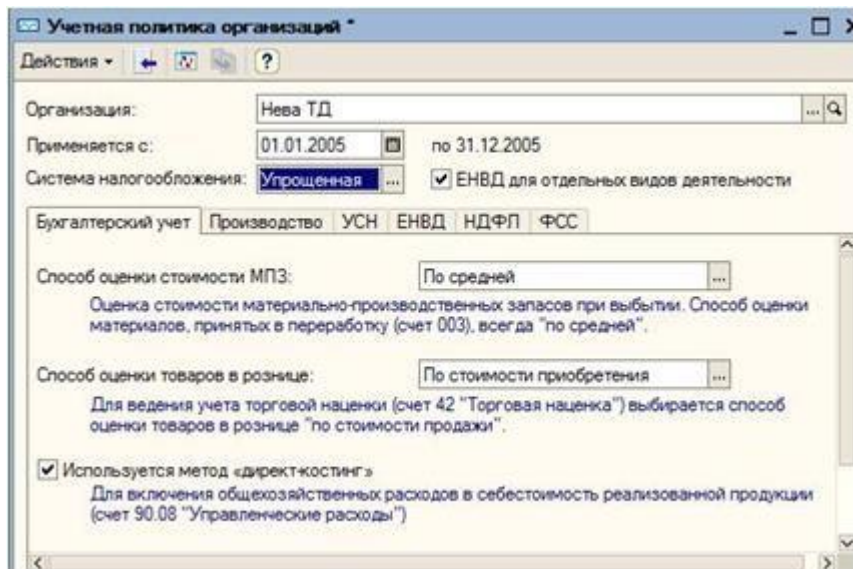 Учетная политика организаций *
Действия
Организация: Нева ТД ...
Применяется с: 01.01.2005 по 31.12.2005
Система налогообложения: Упрощенная ... ЕНВД для отдельных видов деятельности
Бухгалтерский учет Производство УСН ЕНВД НДФЛ ФСС
Способ оценки стоимости МПЗ: По средней ...
Оценка стоимости материально-производственных запасов при выбытии. Способ оценки
материалов, принятых в переработку (счет 003), всегда "по средней".
Способ оценки товаров в рознице: По стоимости приобретения ...
Для ведения учета торговой наценки (счет 42 "Торговая наценка") выбирается способ
оценки товаров в рознице "по стоимости продажи".
Используется метод «директ-костинг»
Для включения общехозяйственных расходов в себестоимость реализованной продукции
(счет 90.08 "Управленческие расходы")